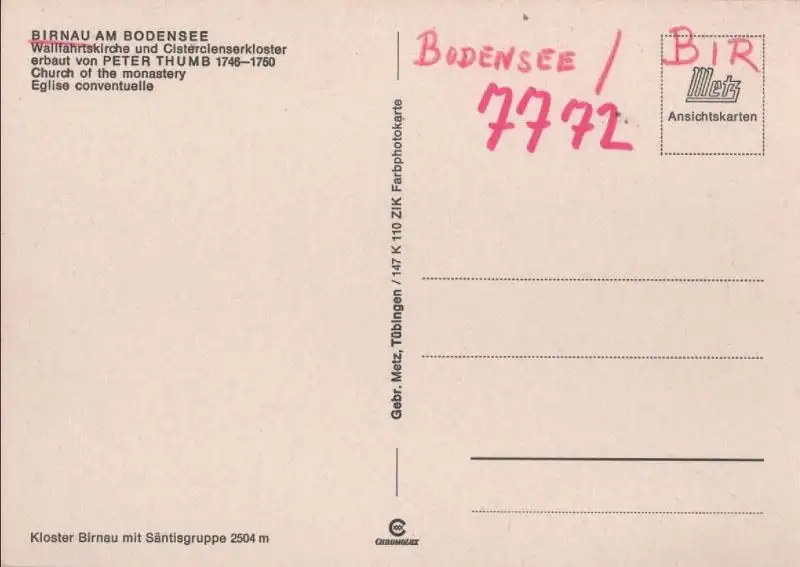 BIRNAU AM BODENSEE
Wallfahrtskirche und Cistercienserkloster
erbaut von PETER THUMB 1746—1750
Church of the monastery
Eglise conventuelle
BODENSEE / BIR
7772
Metz
Ansichtskarten
Gebr. Metz, Tübingen / 147 K 110 ZIK Farbphotokarte
Kloster Birnau mit Säntisgruppe 2504 m
CHROMOLUX